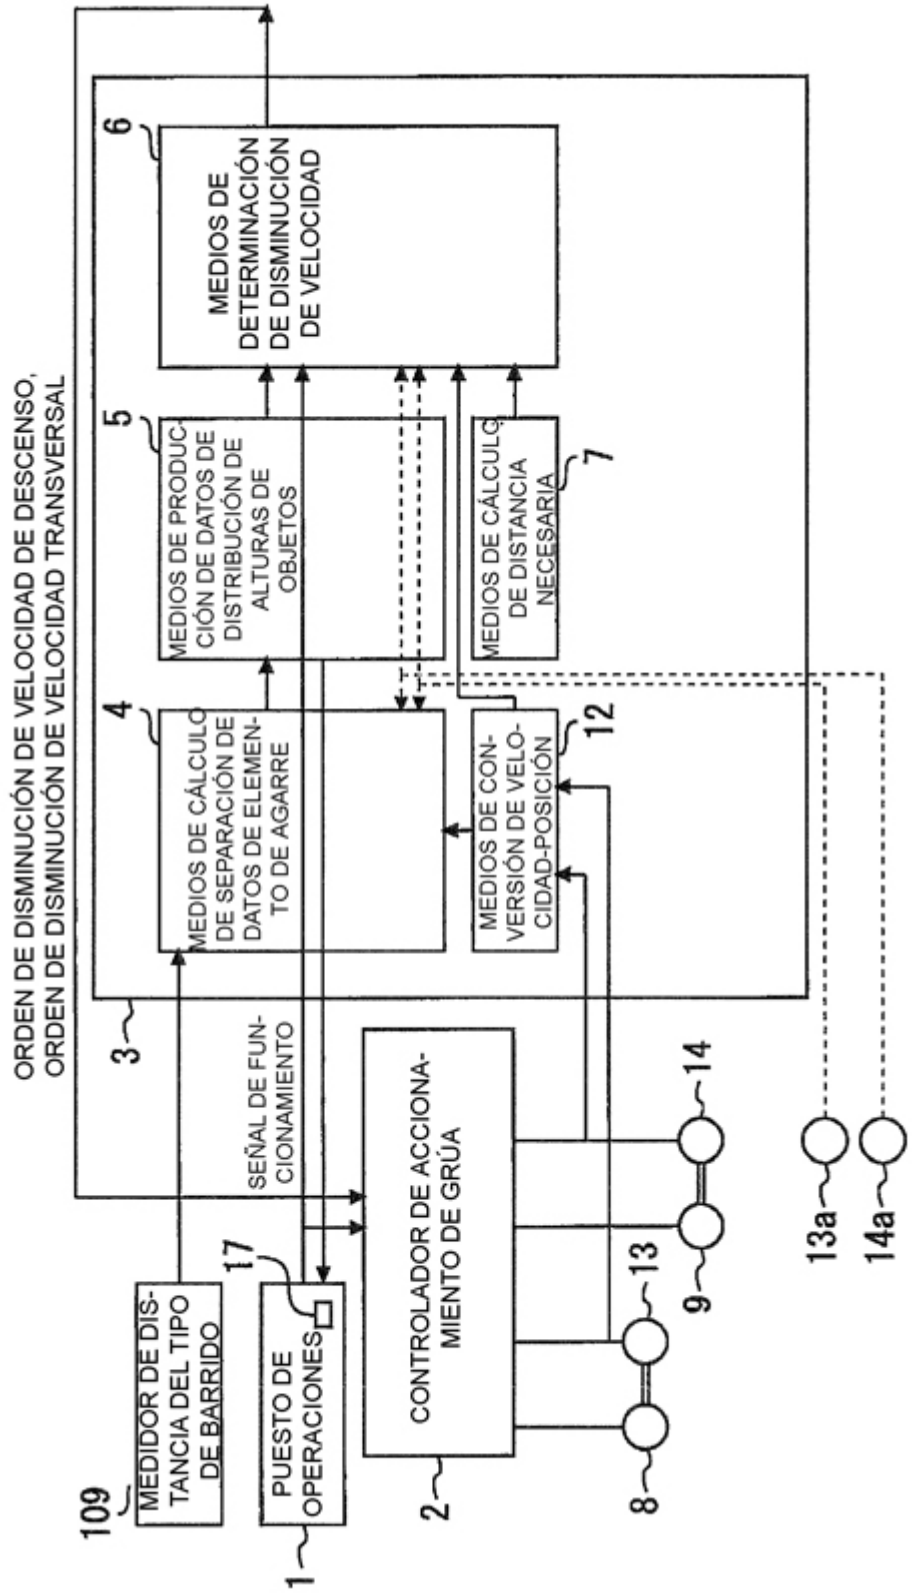 ORDEN DE DISMINUCIÓN DE VELOCIDAD DE DESCENSO,
ORDEN DE DISMINUCIÓN DE VELOCIDAD TRANSVERSAL
3
4
5
6
MEDIOS DE CÁLCULO
DE SEPARACIÓN DE
DATOS DE ELEMEN-
TO DE AGARRE
MEDIOS DE PRODUC-
CIÓN DE DATOS DE
DISTRIBUCIÓN DE
ALTURAS DE
OBJETOS
MEDIOS DE
DETERMINACIÓN
DE DISMINUCIÓN
DE VELOCIDAD
109
MEDIDOR DE DIS-
TANCIA DEL TIPO
DE BARRIDO
SEÑAL DE FUN-
CIONAMIENTO
1
PUESTO DE
OPERACIONES
17
2
CONTROLADOR DE ACCIONA-
MIENTO DE GRÚA
MEDIOS DE CON-
VERSIÓN DE VELO-
CIDAD-POSICIÓN
12
MEDIOS DE CÁLCULO
DE DISTANCIA
NECESARIA
7
8
13
9
14
13a
14a